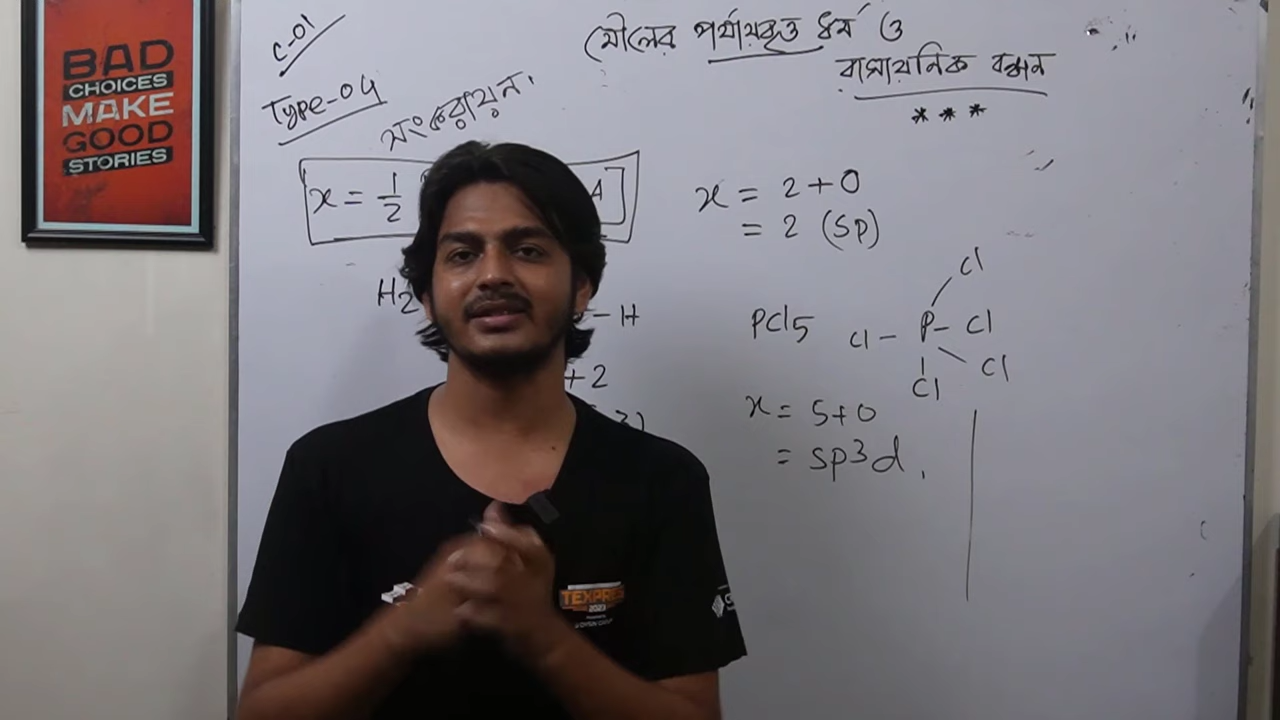 BAD
CHOICES
MAKE
GOOD
STORIES
C-01
মৌলের পর্যায়বৃত্ত ধর্ম ও
রাসায়নিক বন্ধন
***
Type-04
সংকরায়ন
x = 1/2
A]
x = 2+0
= 2 (sp)
H2
- H
+ 2
PCl5
Cl
Cl - P - Cl
Cl
Cl
x = 5+0
= sp3d,
TEXPRES
2023